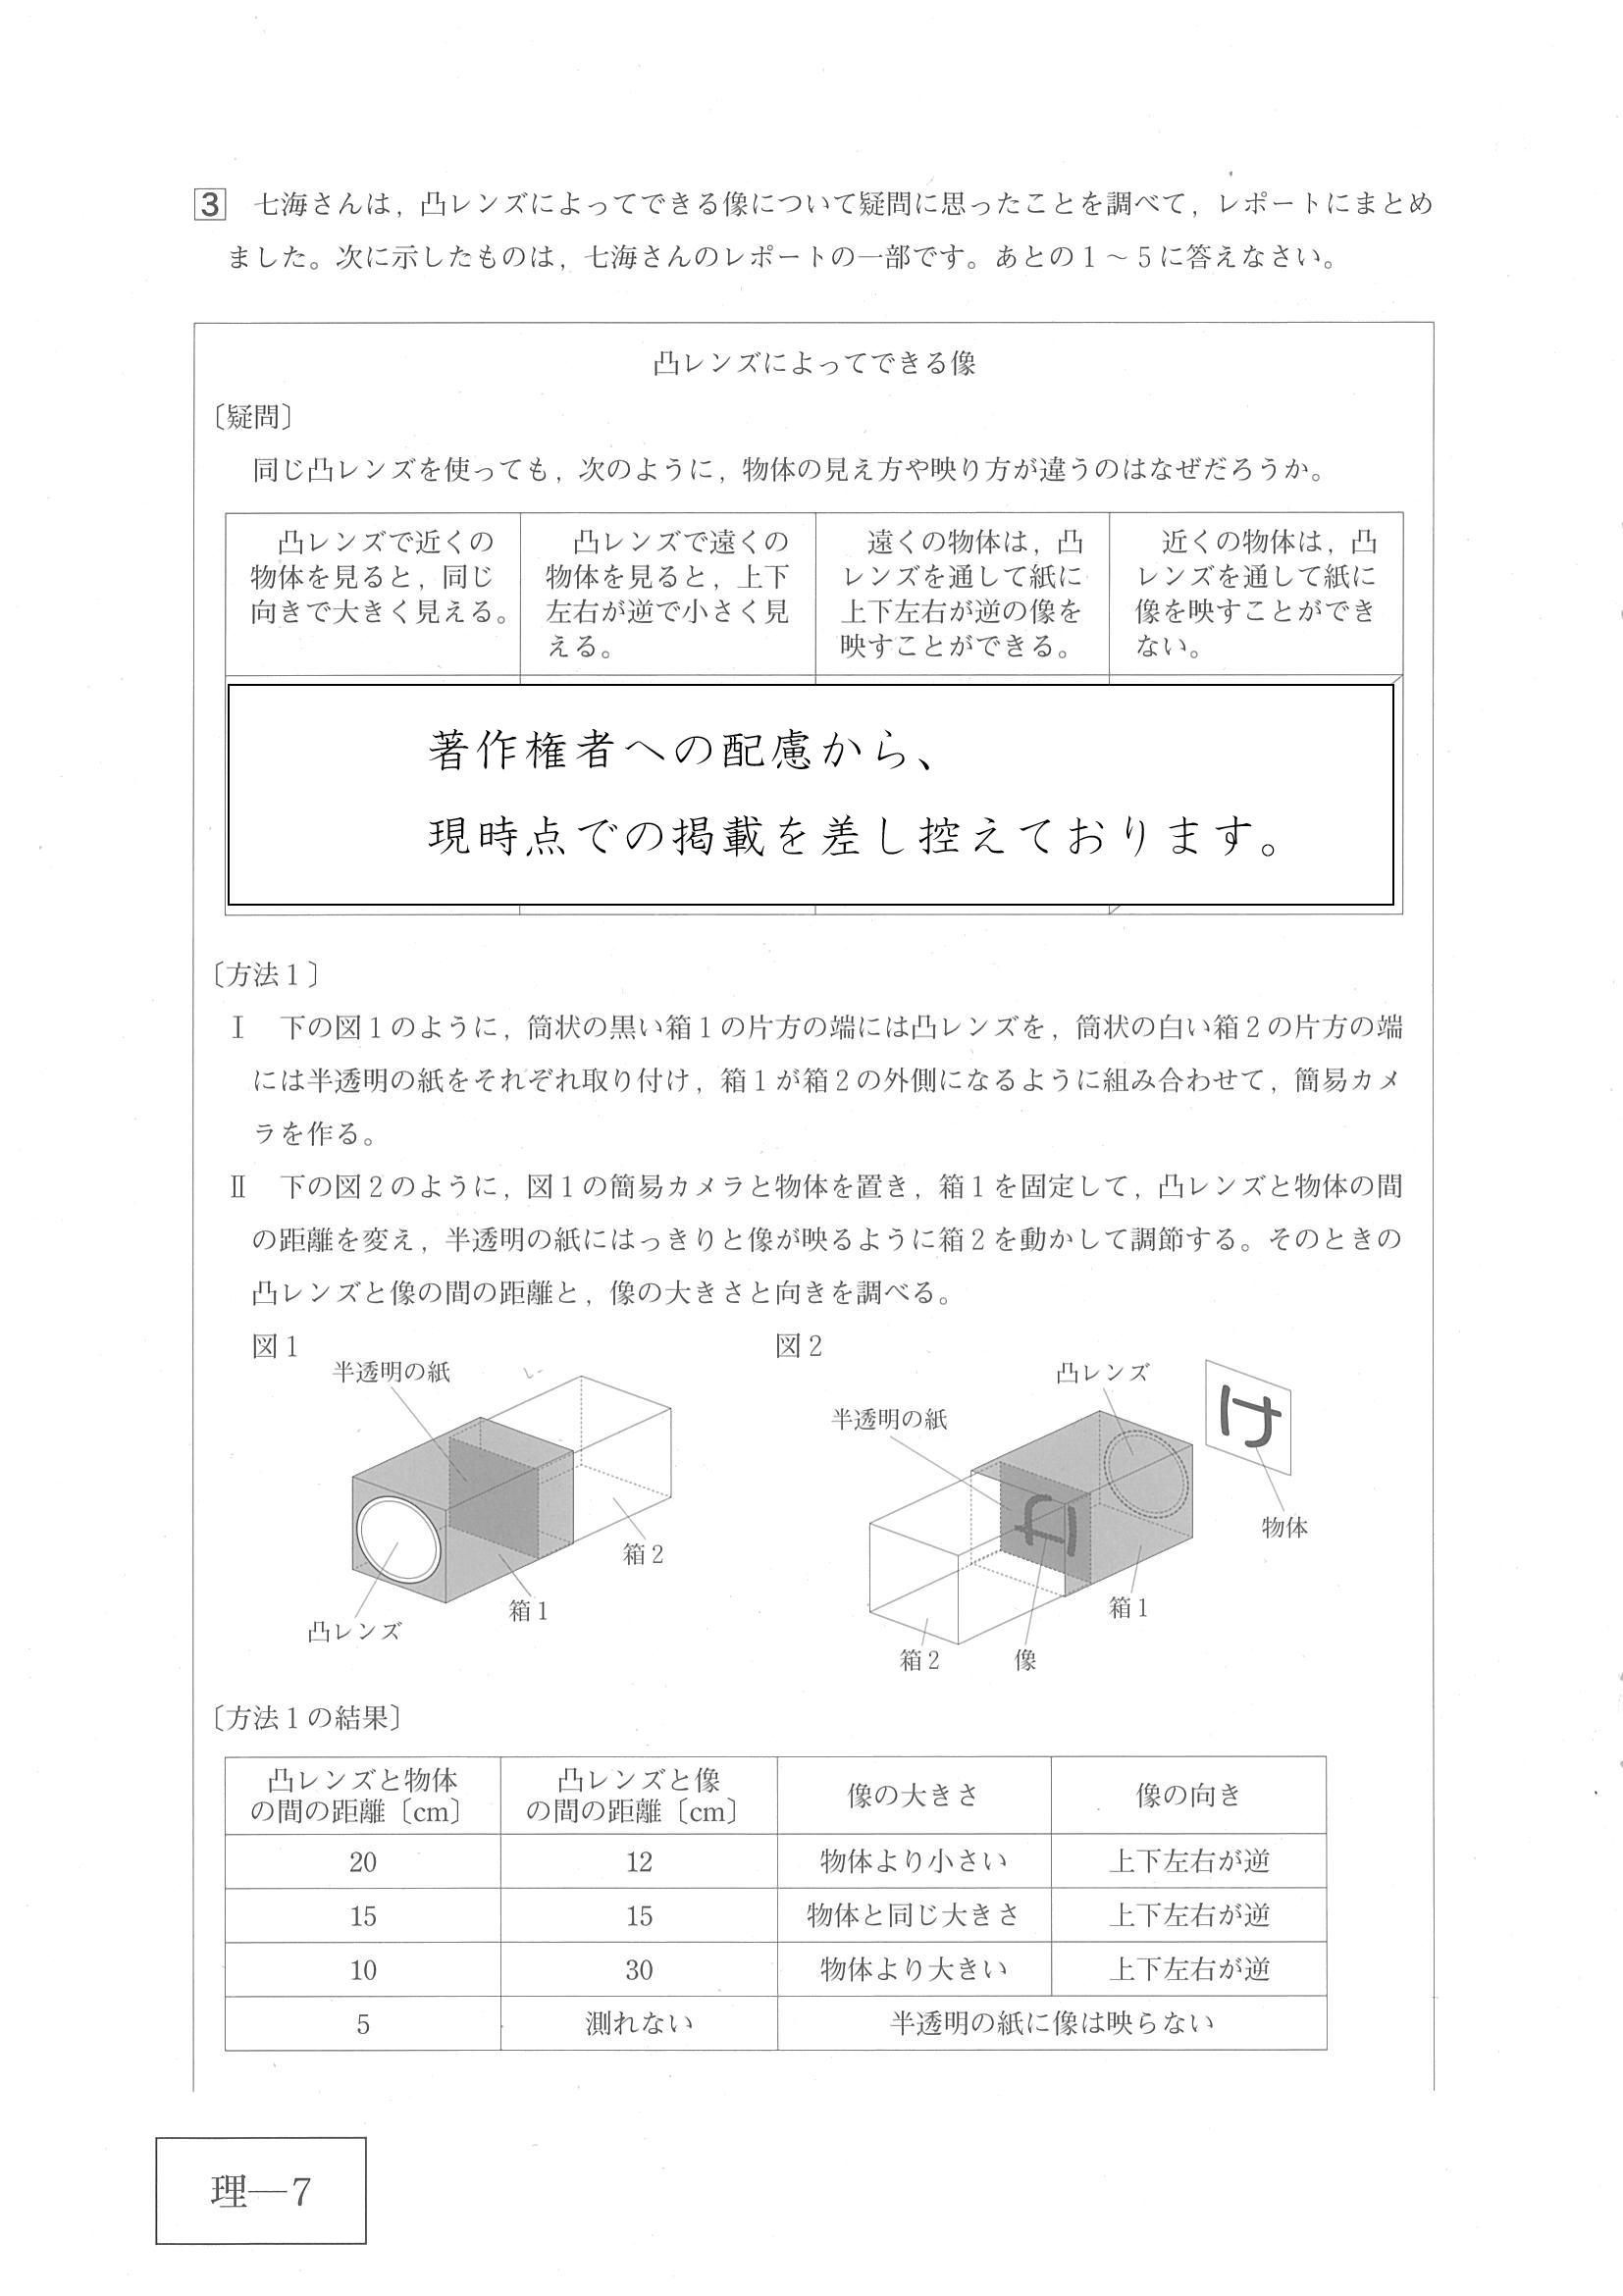 3 七海さんは，凸レンズによってできる像について疑問に思ったことを調べて，レポートにまとめ
ました。次に示したものは，七海さんのレポートの一部です。あとの１～５に答えなさい。
凸レンズによってできる像
〔疑問〕
同じ凸レンズを使っても，次のように，物体の見え方や映り方が違うのはなぜだろうか。
凸レンズで近くの
物体を見ると，同じ
向きで大きく見える。
凸レンズで遠くの
物体を見ると，上下
左右が逆で小さく見
える。
遠くの物体は，凸
レンズを通して紙に
上下左右が逆の像を
映すことができる。
近くの物体は，凸
レンズを通して紙に
像を映すことができ
ない。
著作権者への配慮から、
現時点での掲載を差し控えております。
〔方法１〕
Ⅰ 下の図１のように，筒状の黒い箱１の片方の端には凸レンズを，筒状の白い箱２の片方の端
には半透明の紙をそれぞれ取り付け，箱１が箱２の外側になるように組み合わせて，簡易カメ
ラを作る。
Ⅱ 下の図２のように，図１の簡易カメラと物体を置き，箱１を固定して，凸レンズと物体の間
の距離を変え，半透明の紙にはっきりと像が映るように箱２を動かして調節する。そのときの
凸レンズと像の間の距離と，像の大きさと向きを調べる。
図１
半透明の紙
箱２
箱１
凸レンズ
図２
凸レンズ
半透明の紙
け
物体
け
箱１
箱２
像
〔方法１の結果〕
凸レンズと物体
の間の距離〔cm〕
凸レンズと像
の間の距離〔cm〕
像の大きさ
像の向き
20 12 物体より小さい 上下左右が逆
15 15 物体と同じ大きさ 上下左右が逆
10 30 物体より大きい 上下左右が逆
5 測れない 半透明の紙に像は映らない
理―7